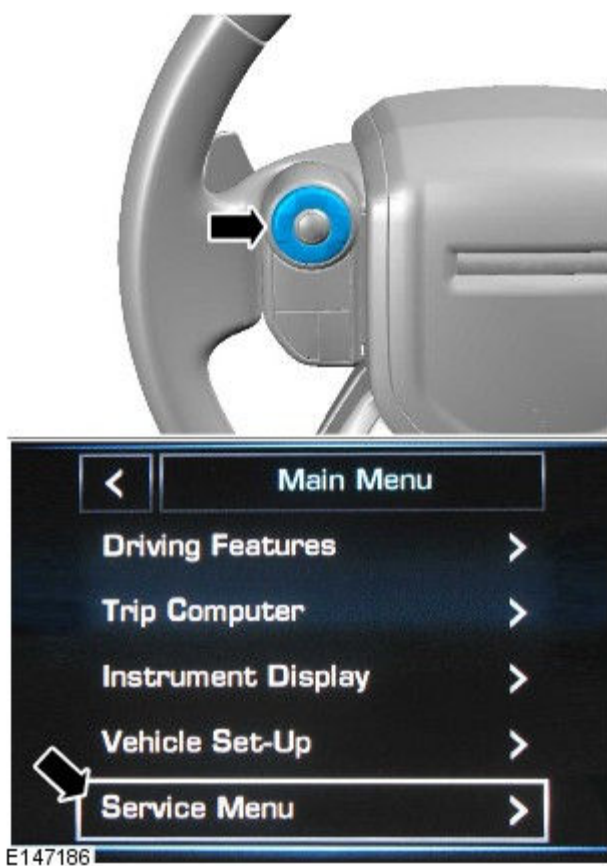 Main Menu
Driving Features
Trip Computer
Instrument Display
Vehicle Set-Up
Service Menu
E147186